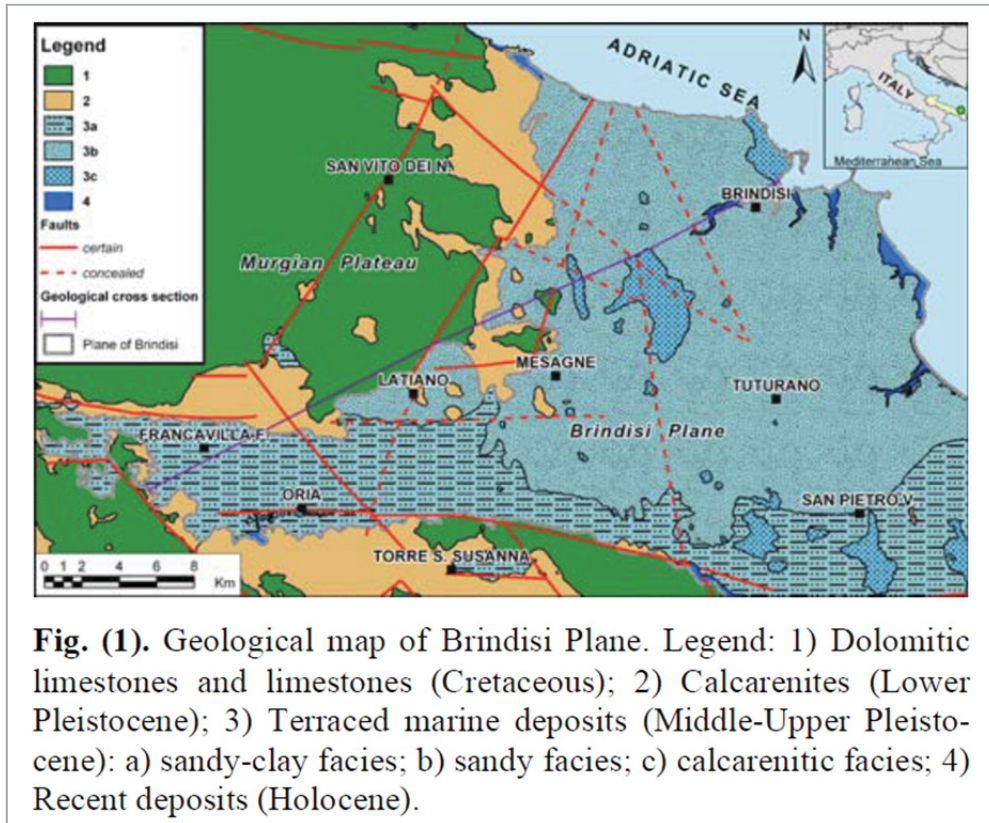 Legend
1
2
3a
3b
3c
4
Faults
certain
concealed
Geological cross section
Plane of Brindisi
ADRIATIC SEA
N
ITALY
Mediterranean Sea
SAN VITO DEI N.
BRINDISI
Murgian Plateau
MESAGNE
LATIANO
TUTURANO
Brindisi Plane
FRANCAVILLA F.
ORIA
SAN PIETRO V.
TORRE S. SUSANNA
0 1 2 4 6 8
Km
Fig. (1). Geological map of Brindisi Plane. Legend: 1) Dolomitic
limestones and limestones (Cretaceous); 2) Calcarenites (Lower
Pleistocene); 3) Terraced marine deposits (Middle-Upper Pleisto-
cene): a) sandy-clay facies; b) sandy facies; c) calcarenitic facies; 4)
Recent deposits (Holocene).